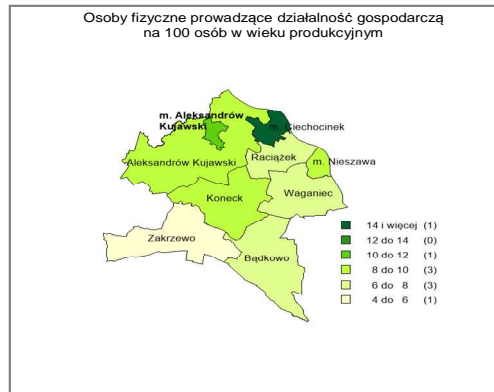 Osoby fizyczne prowadzące działalność gospodarczą
na 100 osób w wieku produkcyjnym
m. Aleksandrów
Kujawski
m. Ciechocinek
Raciążek
m. Nieszawa
Aleksandrów Kujawski
Koneck
Waganiec
Zakrzewo
Bądkowo
14 i więcej (1)
12 do 14 (0)
10 do 12 (1)
8 do 10 (3)
6 do 8 (3)
4 do 6 (1)